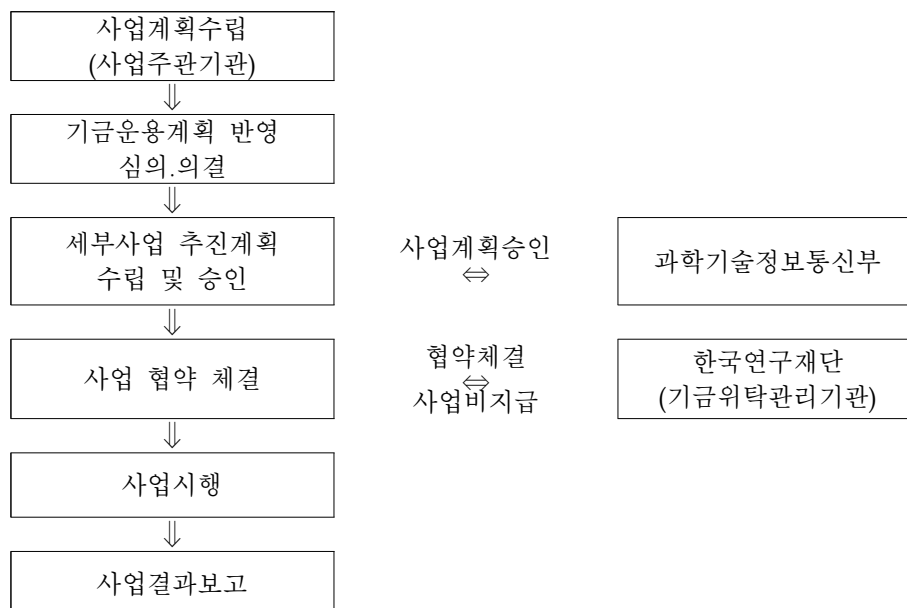 사업계획수립
(사업주관기관)
⇓
기금운용계획 반영
심의.의결
⇓
세부사업 추진계획
수립 및 승인
사업계획승인
⇔
과학기술정보통신부
⇓
사업 협약 체결
협약체결
⇔
사업비지급
한국연구재단
(기금위탁관리기관)
⇓
사업시행
⇓
사업결과보고